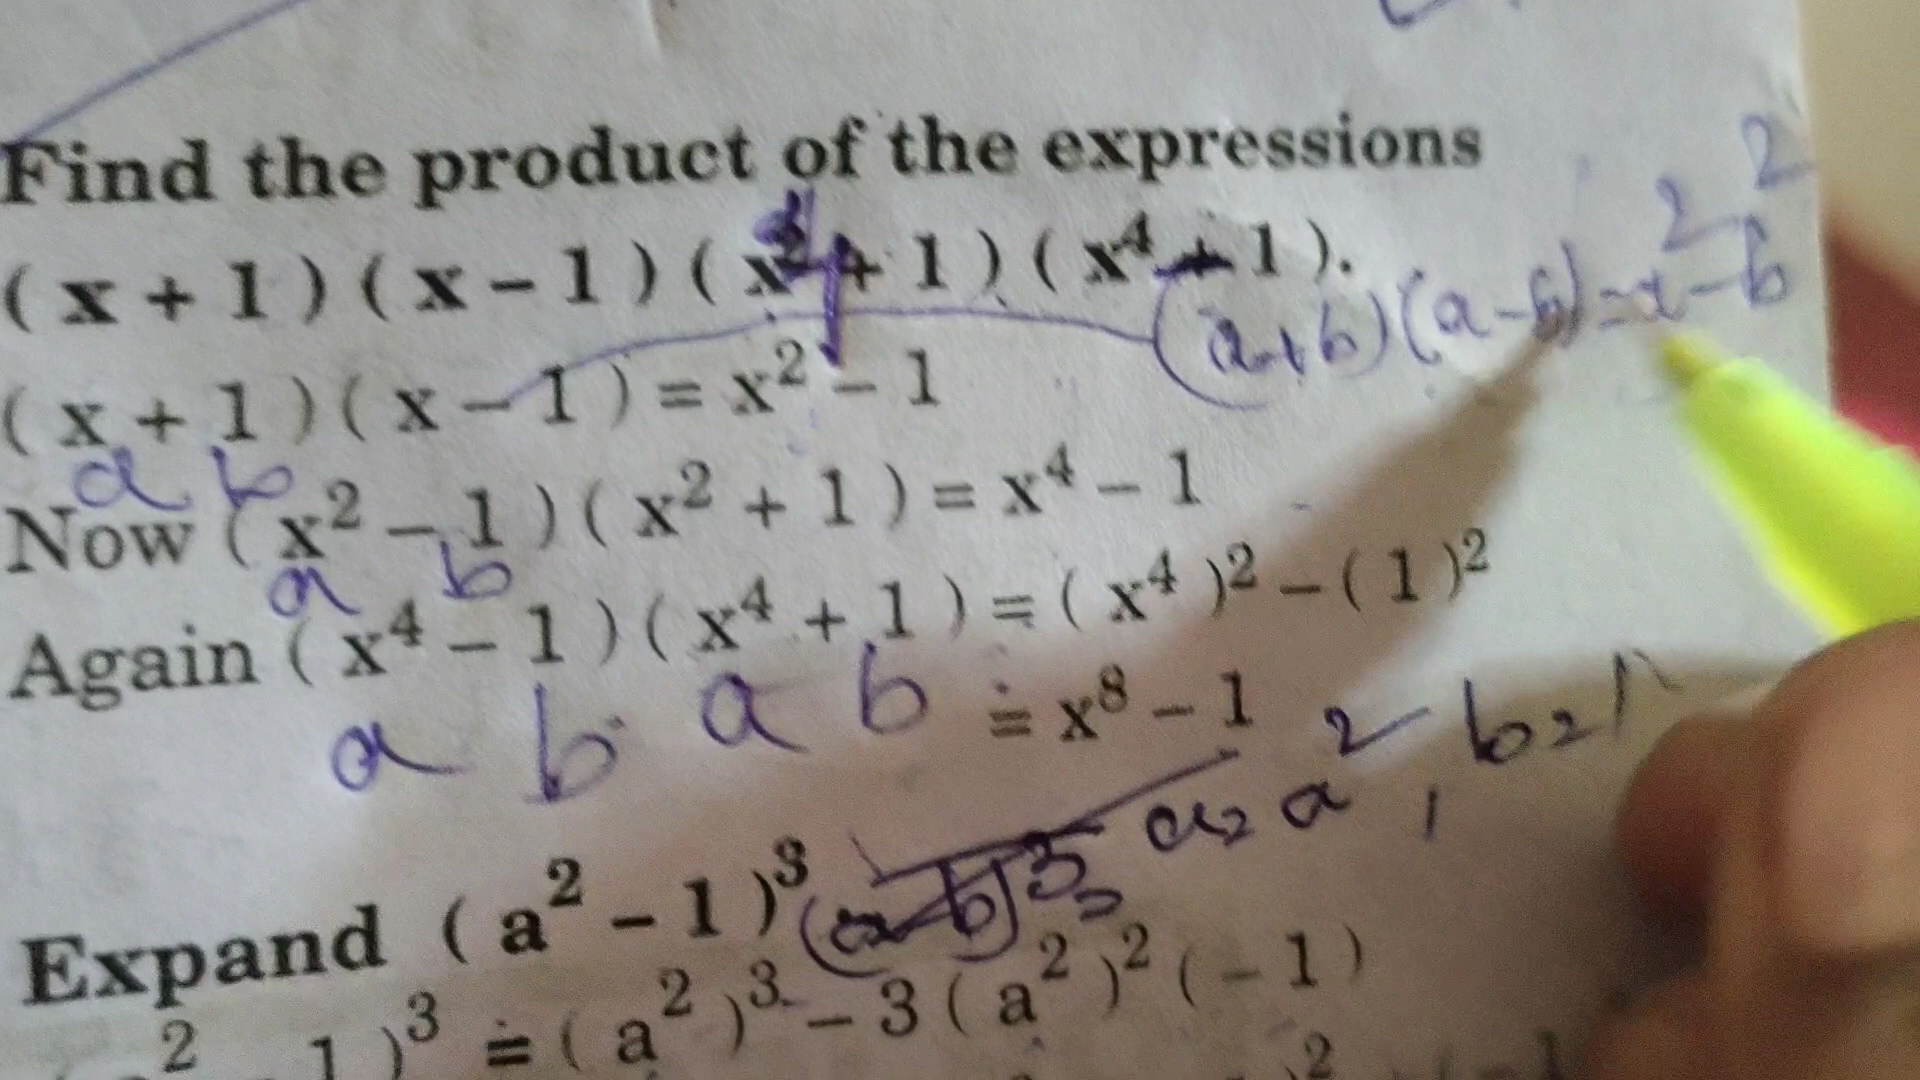 Find the product of the expressions
( x + 1 ) ( x – 1 ) ( x² + 1 ) ( x⁴ + 1 ).
(a+b)(a-b)=a²-b²
( x + 1 ) ( x – 1 ) = x² – 1
a b
Now ( x² – 1 ) ( x² + 1 ) = x⁴ – 1
a b
Again ( x⁴ – 1 ) ( x⁴ + 1 ) = ( x⁴ )² – ( 1 )²
a b a b
= x⁸ – 1
a = a², b = 1
Expand ( a² – 1 )³
(a-b)³
1 )³ = ( a² )³ – 3 ( a² )² ( – 1 )